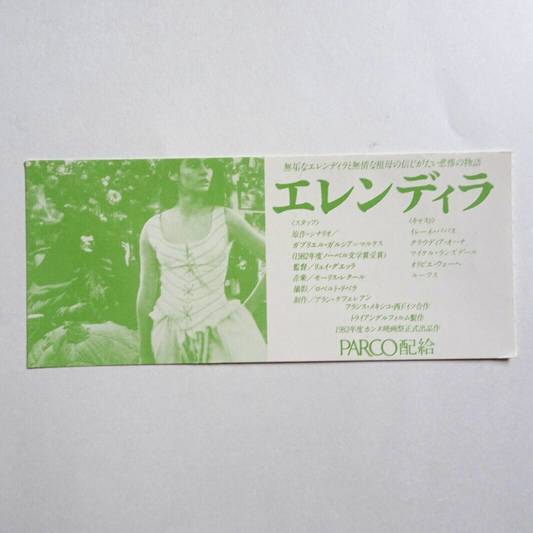 無垢なエレンディラと無情な祖母の信じがたい悲惨の物語
エレンディラ
〈スタッフ〉
原作・シナリオ／
ガブリエル・ガルシア＝マルケス
(1982年度ノーベル文学賞受賞)
監督／リュイ・グエッラ
音楽／モーリス・レクール
撮影／ロベルト・リベラ
制作／アラン・ケフェレアン
〈キャスト〉
イレーネ・パパス
クラウディア・オハナ
マイケル・ランズデール
オリビエ・ウェーヘ
ルーファス
フランス・メキシコ・西ドイツ合作
トライアングルフィルム製作
1983年度カンヌ映画祭正式出品作
PARCO配給